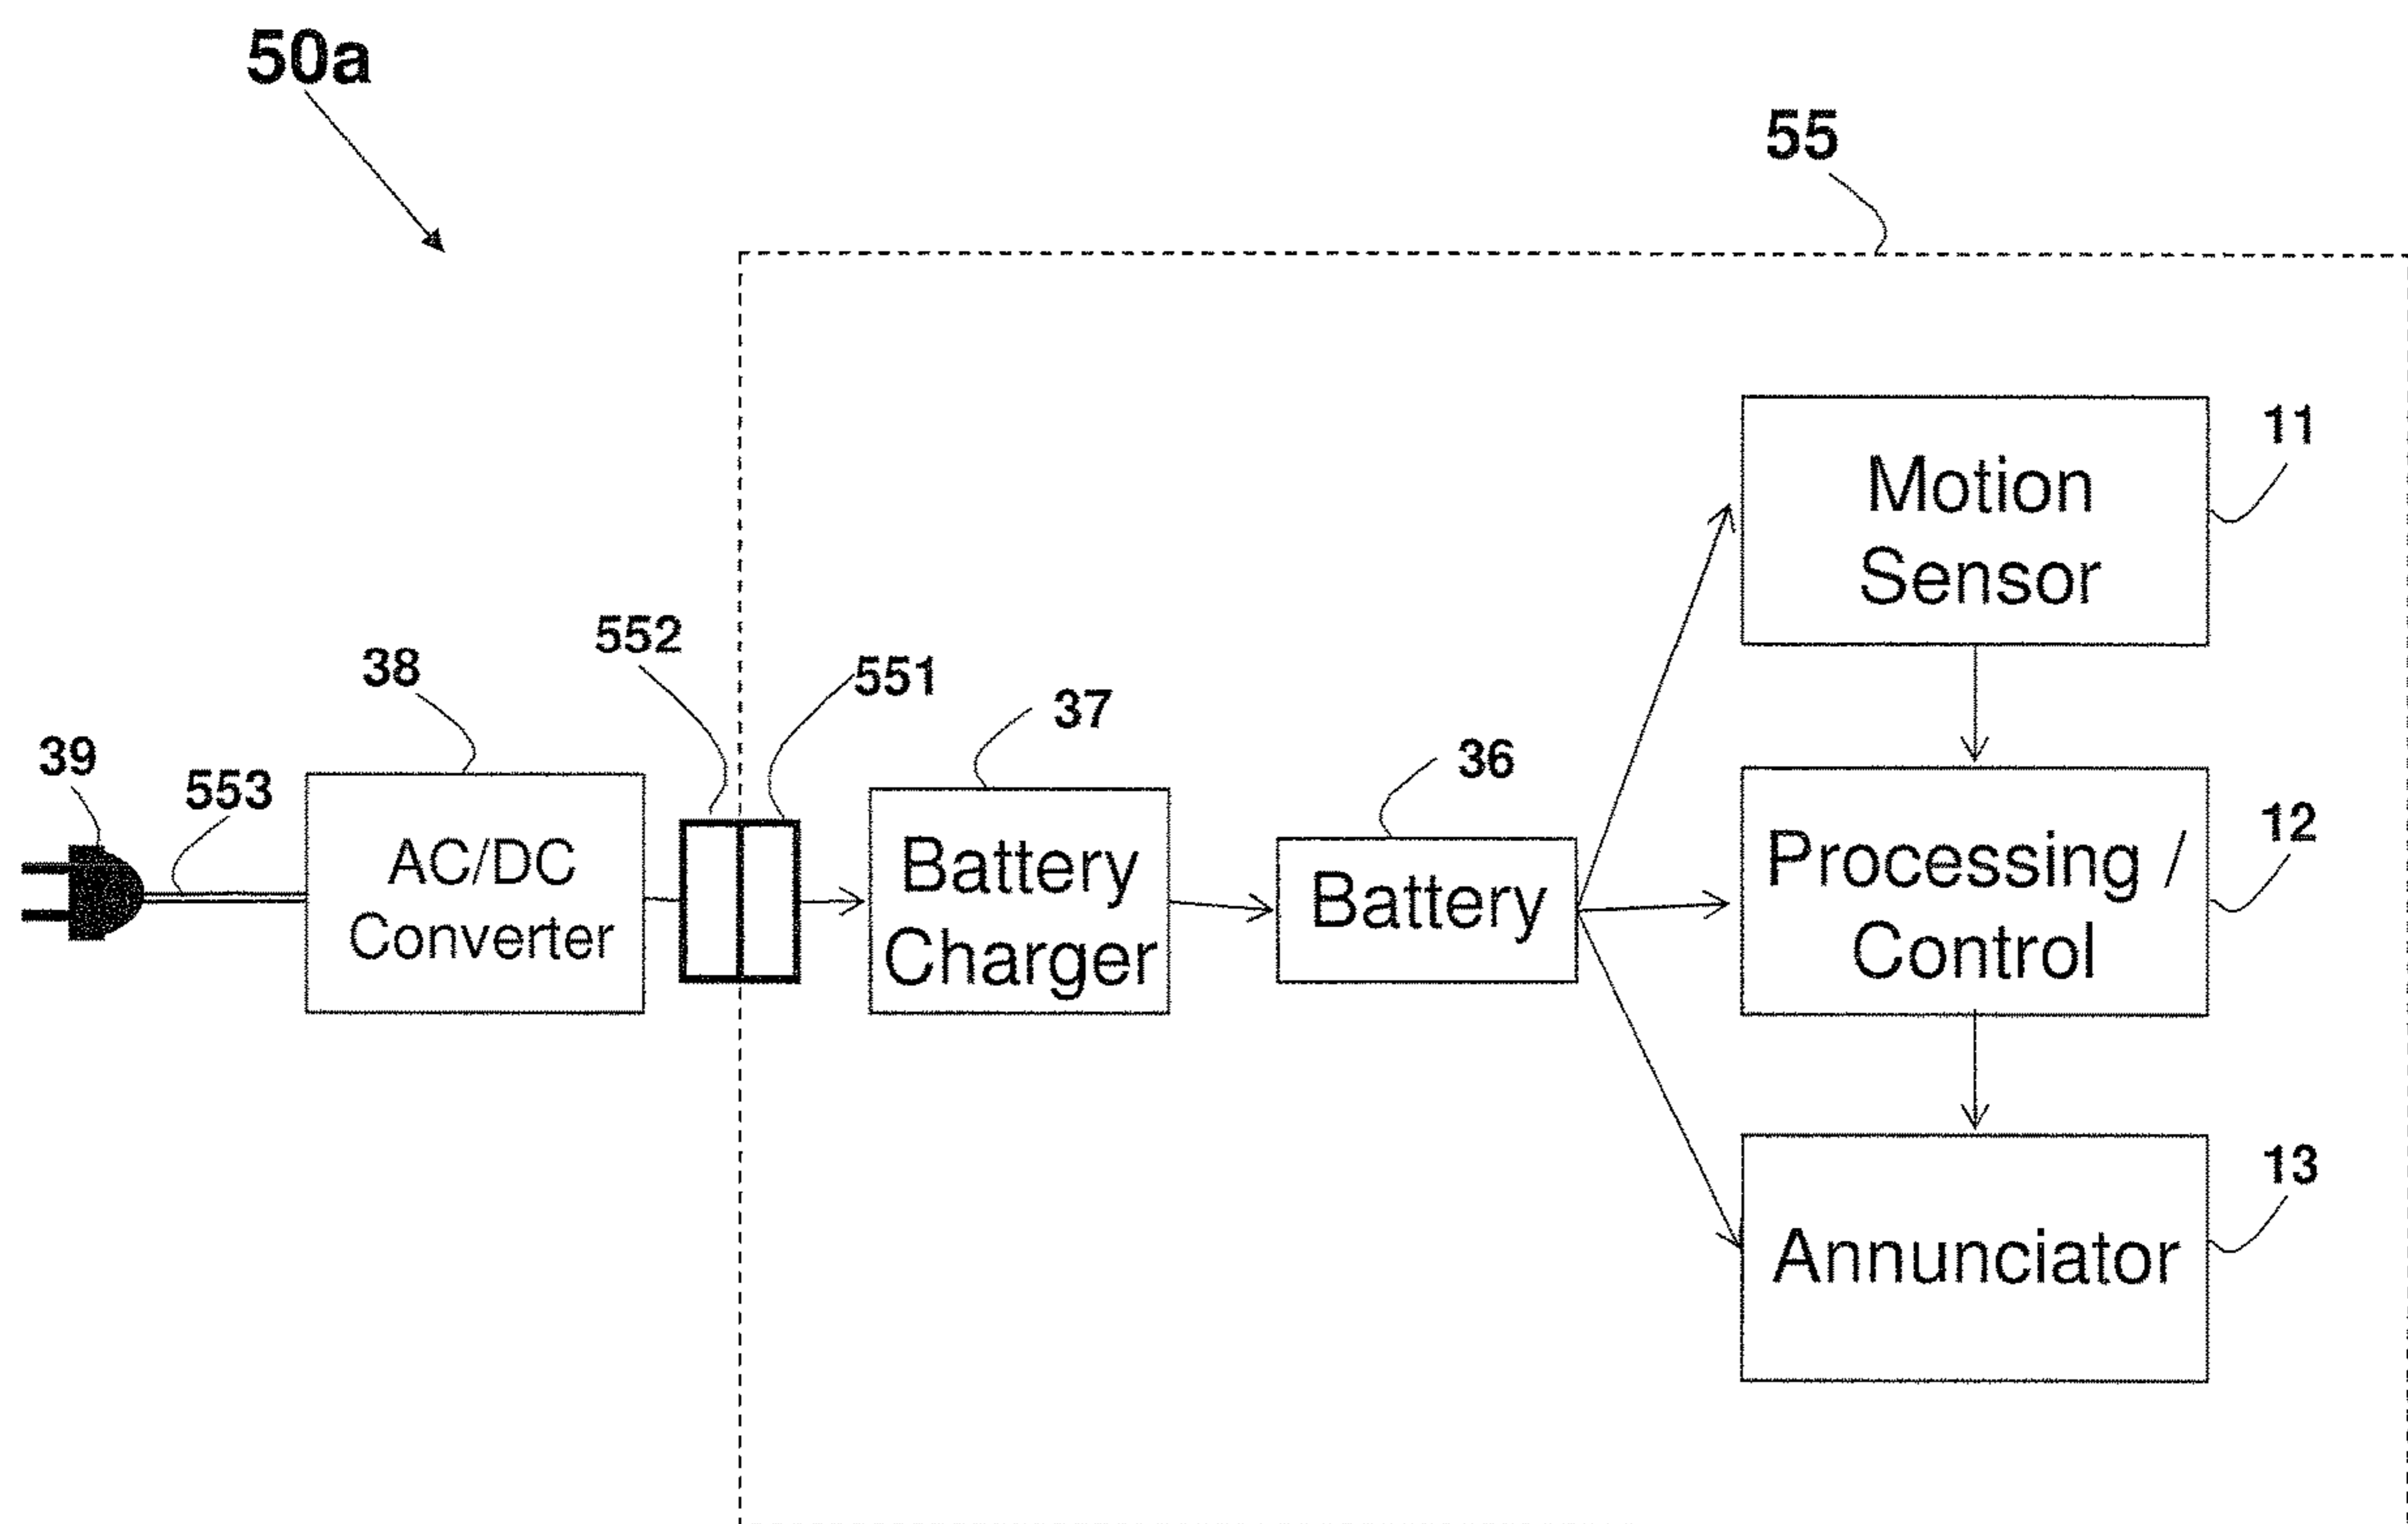 50a
55
11
Motion
Sensor
552
551
38
37
39
553
36
AC/DC
Converter
Battery
Charger
Battery
12
Processing /
Control
13
Annunciator